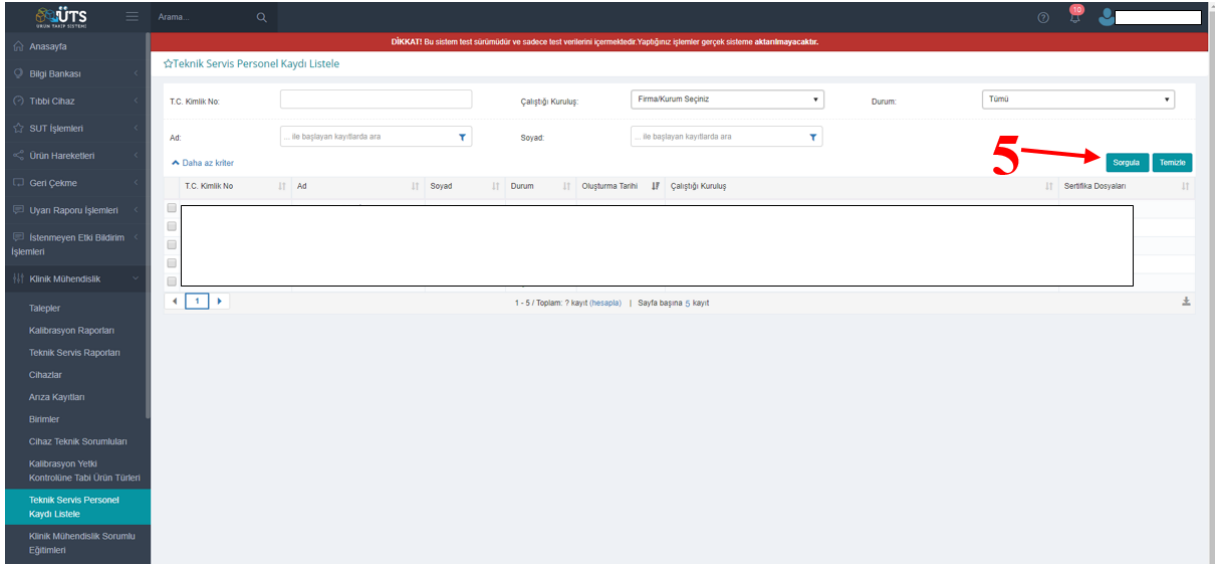 ÜTS
ÜRÜN TAKİP SİSTEMİ
Arama...
10
DİKKAT! Bu sistem test sürümüdür ve sadece test verilerini içermektedir.Yaptığınız işlemler gerçek sisteme aktarılmayacaktır.
Anasayfa
Bilgi Bankası
Tıbbi Cihaz
SUT İşlemleri
Ürün Hareketleri
Geri Çekme
Uyarı Raporu İşlemleri
İstenmeyen Etki Bildirim
İşlemleri
Klinik Mühendislik
Talepler
Kalibrasyon Raporları
Teknik Servis Raporları
Cihazlar
Arıza Kayıtları
Birimler
Cihaz Teknik Sorumluları
Kalibrasyon Yetki
Kontrolüne Tabi Ürün Türleri
Teknik Servis Personel
Kaydı Listele
Klinik Mühendislik Sorumlu
Eğitimleri
Teknik Servis Personel Kaydı Listele
T.C. Kimlik No: Çalıştığı Kuruluş: Firma/Kurum Seçiniz Durum: Tümü
Ad: ... ile başlayan kayıtlarda ara Soyad: ... ile başlayan kayıtlarda ara
Daha az kriter
5
Sorgula Temizle
T.C. Kimlik No Ad Soyad Durum Oluşturma Tarihi Çalıştığı Kuruluş Sertifika Dosyaları
1 1 - 5 / Toplam: ? kayıt (hesapla) | Sayfa başına 5 kayıt